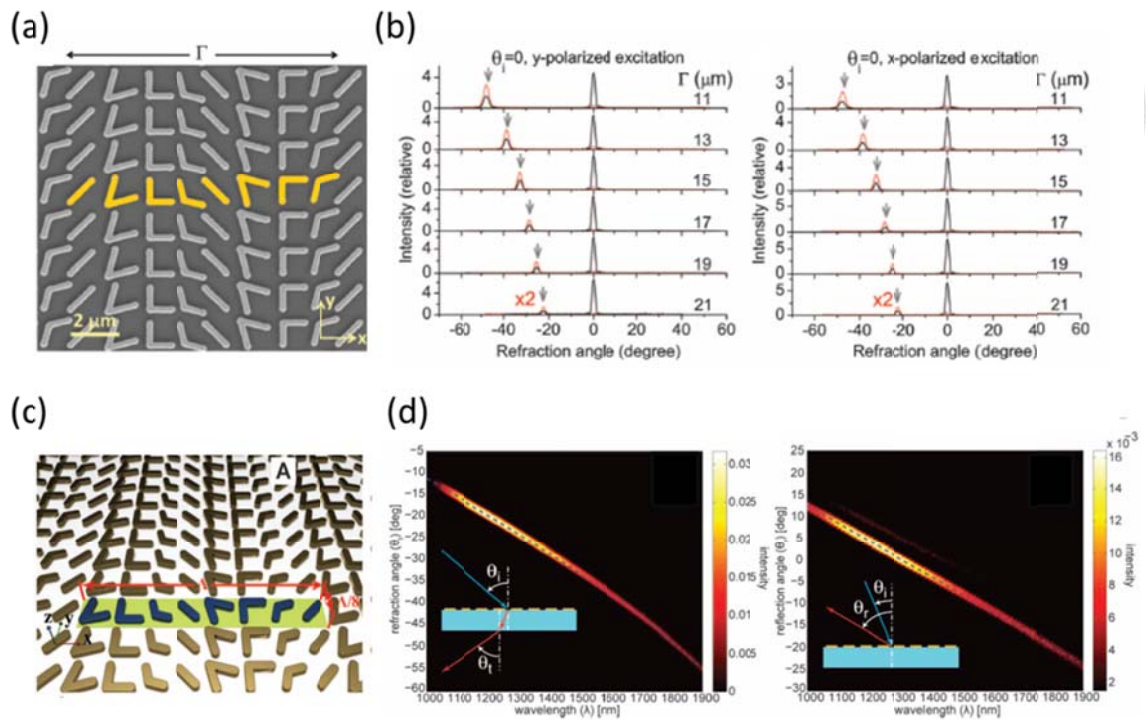 (a)
Γ
2 μm
y
x
(b)
θi=0, y-polarized excitation
Γ (μm)
4
0
11
4
0
13
4
0
15
4
0
17
4
0
19
4
0
x2
21
-60 -40 -20 0 20 40 60
Refraction angle (degree)
Intensity (relative)
θi=0, x-polarized excitation
Γ (μm)
3
0
11
4
0
13
4
0
15
5
0
17
5
0
19
5
0
x2
21
-60 -40 -20 0 20 40 60
Refraction angle (degree)
Intensity (relative)
(c)
A
Λ/8
z y
x
(d)
-5
-10
-15
-20
-25
-30
-35
-40
-45
-50
-55
-60
refraction angle (θt) [deg]
θi
θt
1000 1100 1200 1300 1400 1500 1600 1700 1800 1900
wavelength (λ) [nm]
0.03
0.025
0.02
0.015
0.01
0.005
0
intensity
25
20
15
10
5
0
-5
-10
-15
-20
-25
-30
reflection angle (θr) [deg]
θi
θr
1000 1100 1200 1300 1400 1500 1600 1700 1800 1900
wavelength (λ) [nm]
x 10⁻³
16
14
12
10
8
6
4
2
intensity